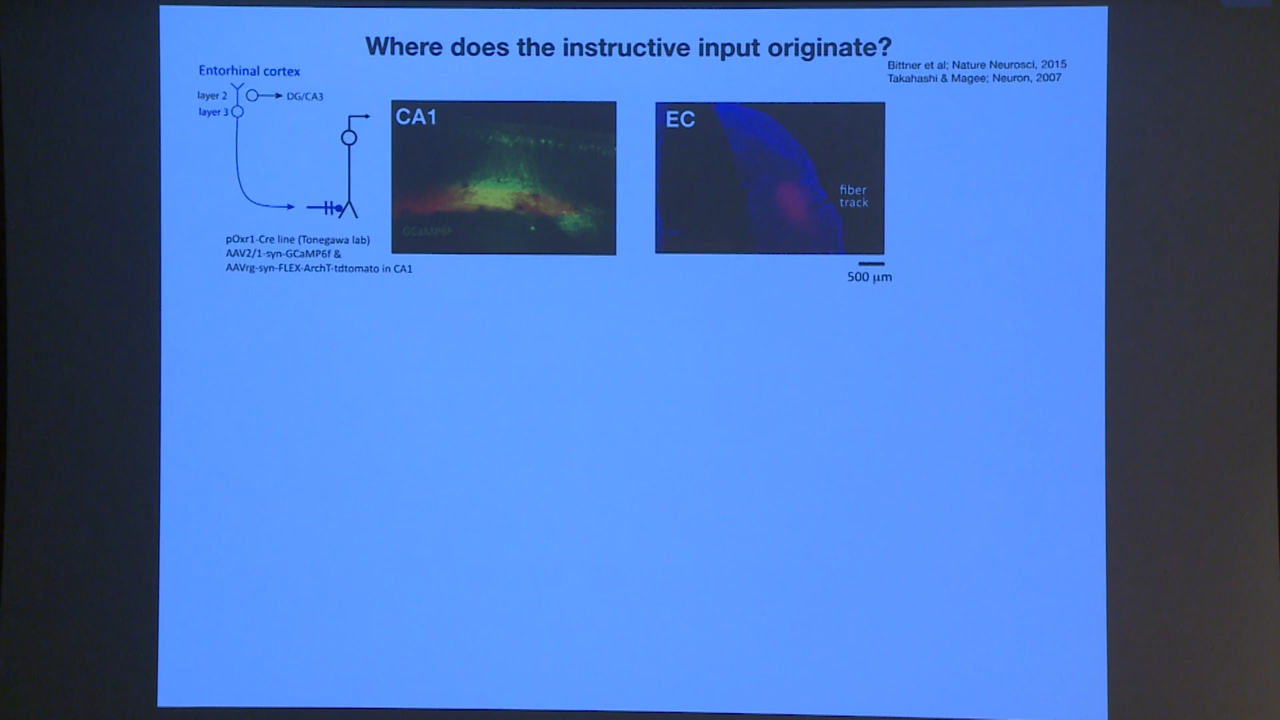 Where does the instructive input originate?
Bittner et al; Nature Neurosci, 2015
Takahashi & Magee; Neuron, 2007
Entorhinal cortex
layer 2
DG/CA3
layer 3
CA1
GCaMP6f
EC
fiber
track
500 µm
pOxr1-Cre line (Tonegawa lab)
AAV2/1-syn-GCaMP6f &
AAVrg-syn-FLEX-ArchT-tdtomato in CA1